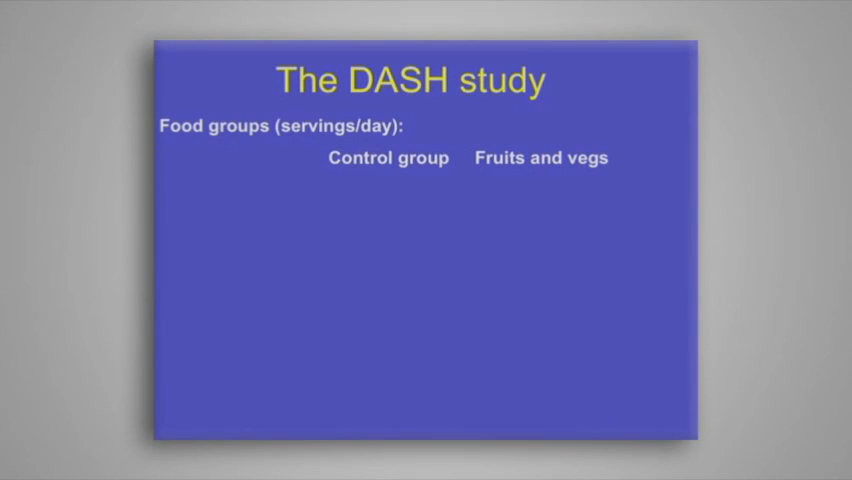 The DASH study
Food groups (servings/day):
Control group Fruits and vegs